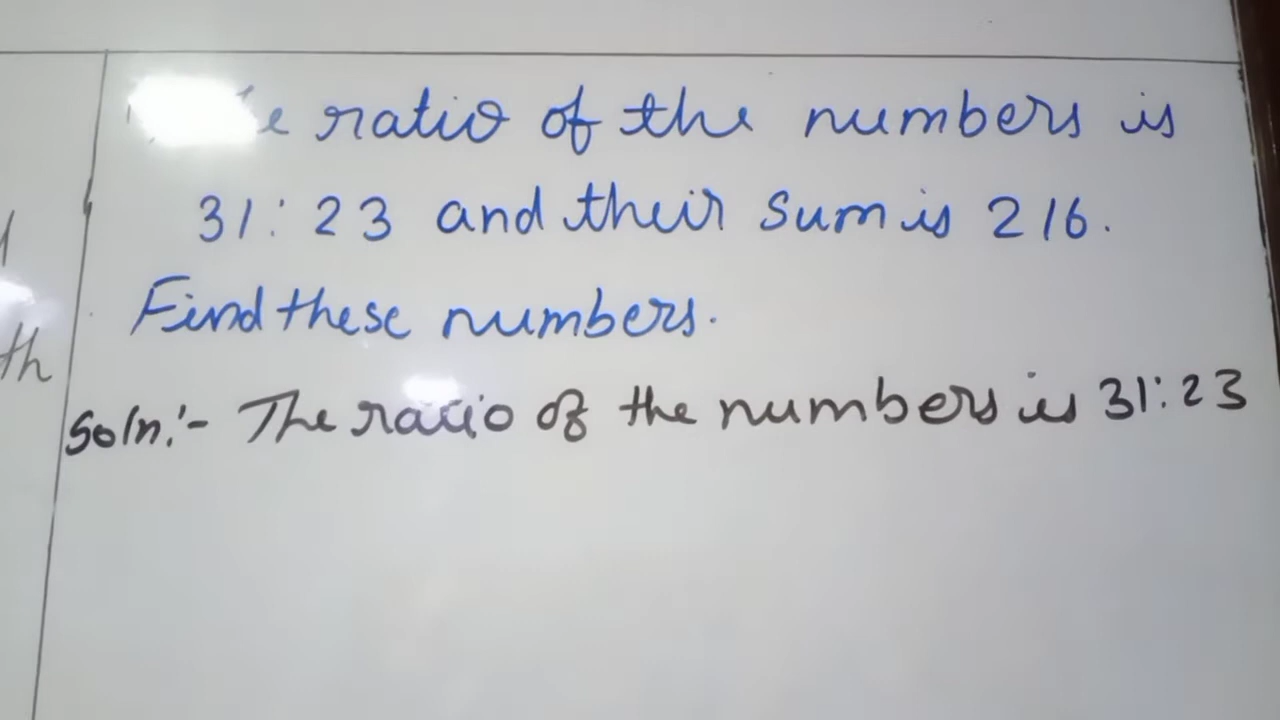 ratio of the numbers is
31:23 and their sum is 216.
Find these numbers.
Soln:- The ratio of the numbers is 31:23
th